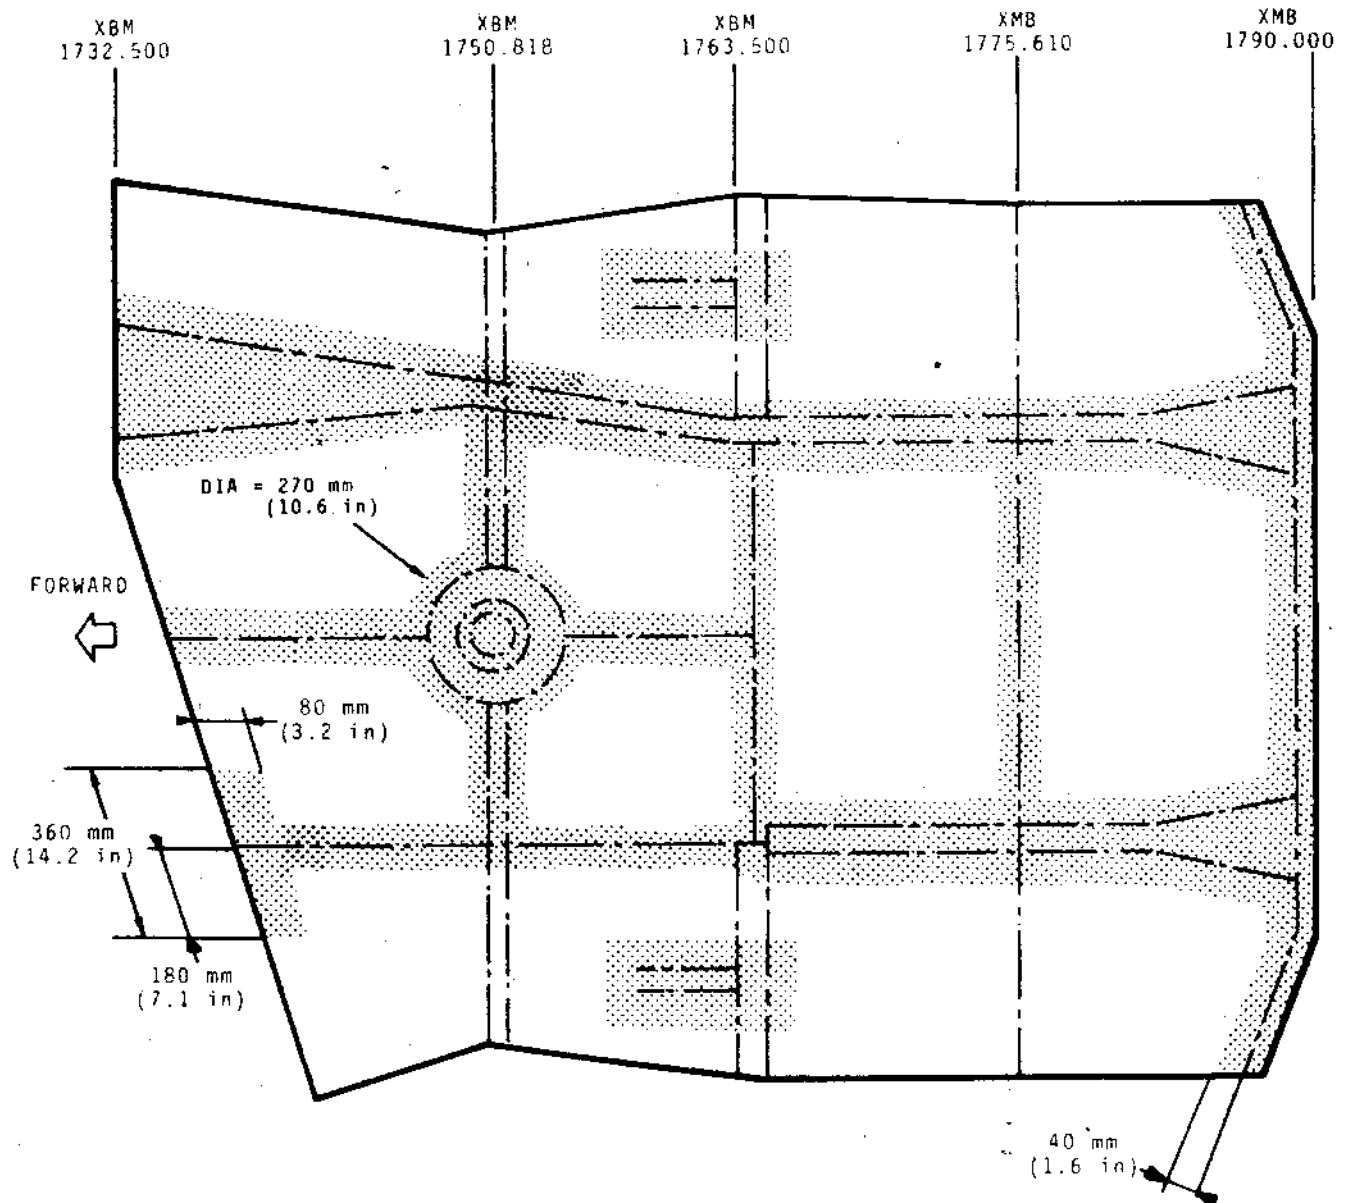 XBM
1732.500
XBM
1750.818
XBM
1763.500
XMB
1775.610
XMB
1790.000
DIA = 270 mm
(10.6 in)
FORWARD
80 mm
(3.2 in)
360 mm
(14.2 in)
180 mm
(7.1 in)
40 mm
(1.6 in)